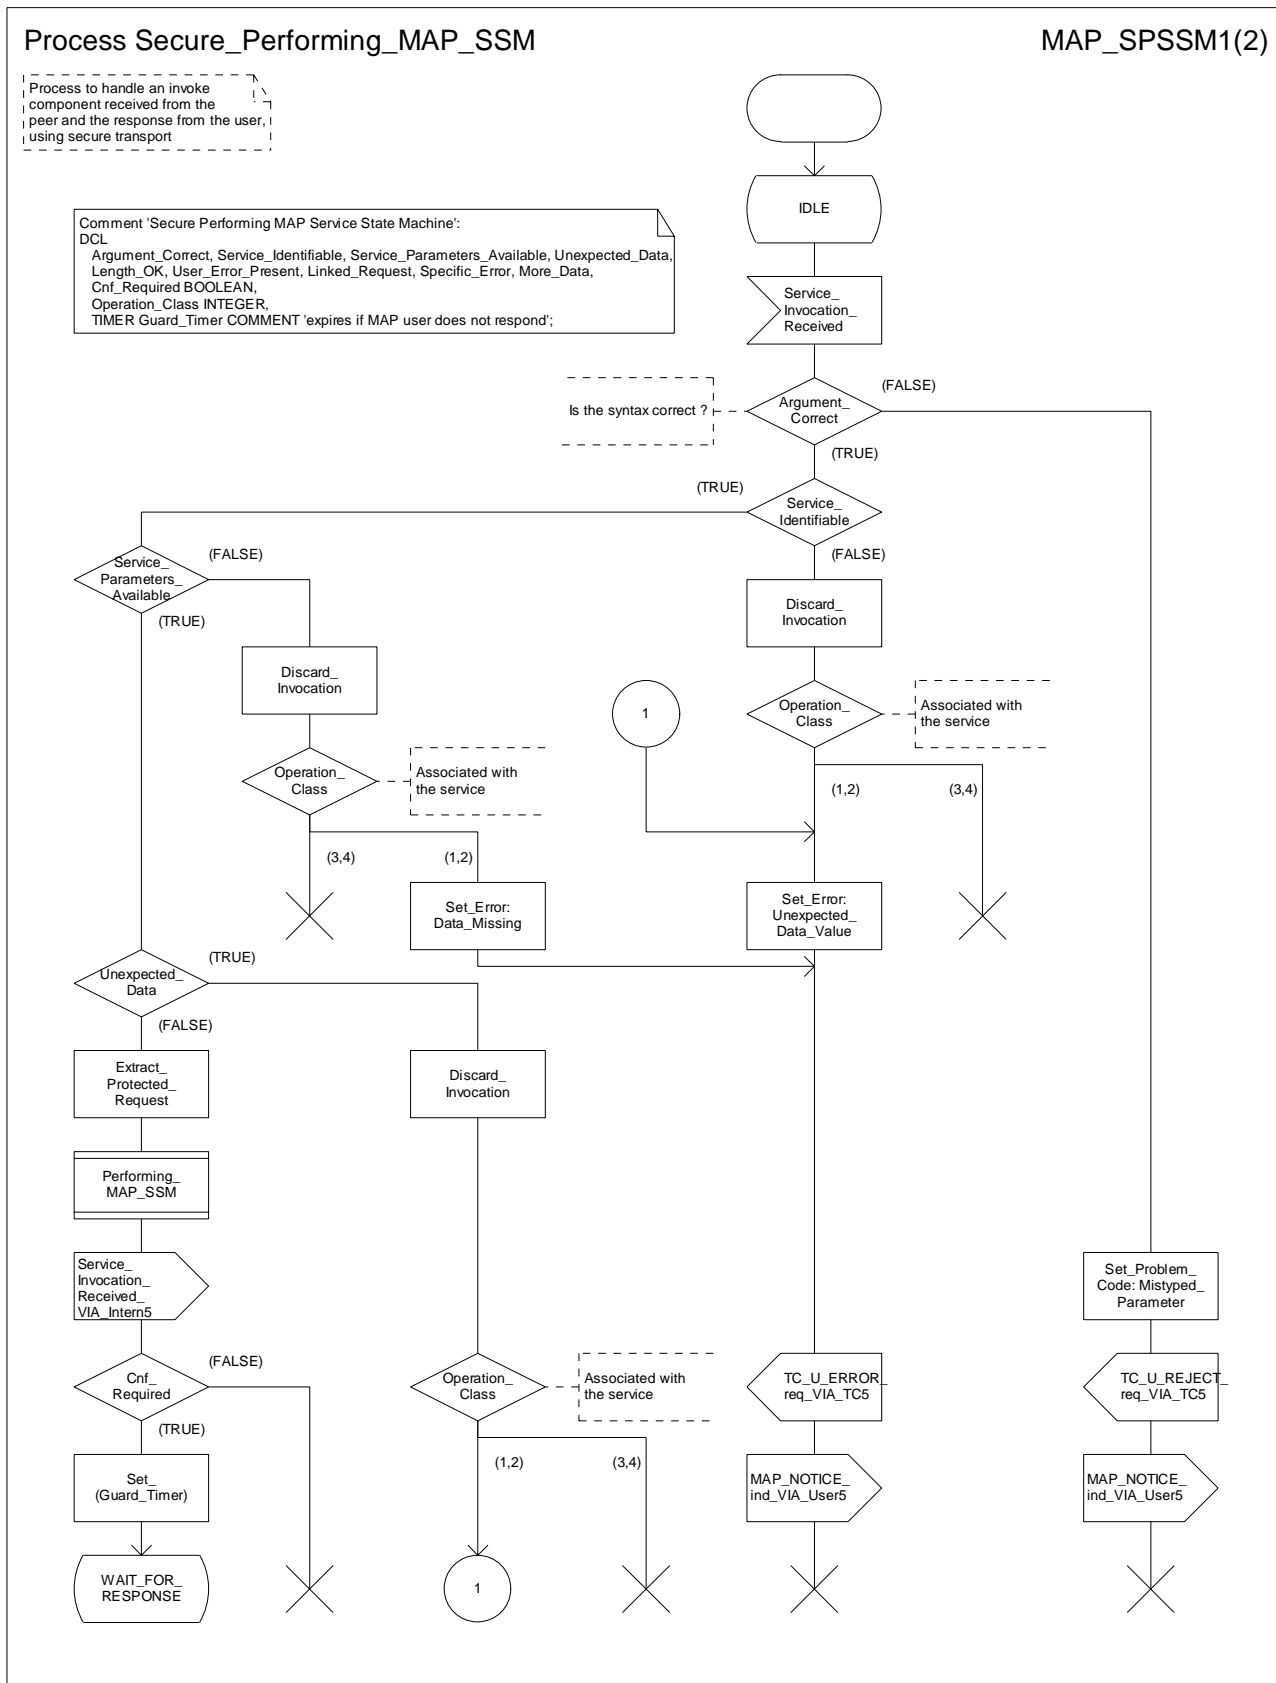 Process Secure_Performing_MAP_SSM
MAP_SPSSM1(2)
Process to handle an invoke
component received from the
peer and the response from the user,
using secure transport
IDLE
Comment 'Secure Performing MAP Service State Machine':
DCL
Argument_Correct, Service_Identifiable, Service_Parameters_Available, Unexpected_Data,
Length_OK, User_Error_Present, Linked_Request, Specific_Error, More_Data,
Cnf_Required BOOLEAN,
Operation_Class INTEGER,
TIMER Guard_Timer COMMENT 'expires if MAP user does not respond';
Service_
Invocation_
Received
(FALSE)
Is the syntax correct ?
Argument_
Correct
(TRUE)
(TRUE)
Service_
Identifiable
(FALSE)
(FALSE)
Service_
Parameters_
Available
(TRUE)
Discard_
Invocation
Discard_
Invocation
1
Operation_
Class
Associated with
the service
Operation_
Class
Associated with
the service
(1,2)
(3,4)
(3,4)
(1,2)
Set_Error:
Data_Missing
Set_Error:
Unexpected_
Data_Value
(TRUE)
Unexpected_
Data
(FALSE)
Extract_
Protected_
Request
Discard_
Invocation
Performing_
MAP_SSM
Service_
Invocation_
Received_
VIA_Intern5
Set_Problem_
Code: Mistyped_
Parameter
(FALSE)
Cnf_
Required
(TRUE)
Operation_
Class
Associated with
the service
TC_U_ERROR_
req_VIA_TC5
TC_U_REJECT_
req_VIA_TC5
(1,2)
(3,4)
Set_
(Guard_Timer)
MAP_NOTICE_
ind_VIA_User5
MAP_NOTICE_
ind_VIA_User5
WAIT_FOR_
RESPONSE
1